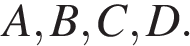 A, B, C, D.